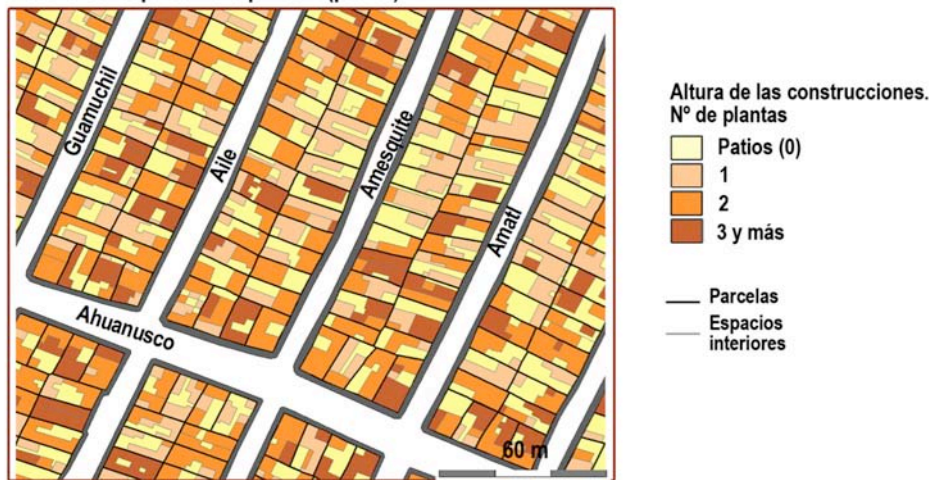 Guamuchil
Aile
Amesquite
Amatl
Ahuanusco
60 m
Altura de las construcciones.
Nº de plantas
Patios (0)
1
2
3 y más
Parcelas
Espacios
interiores